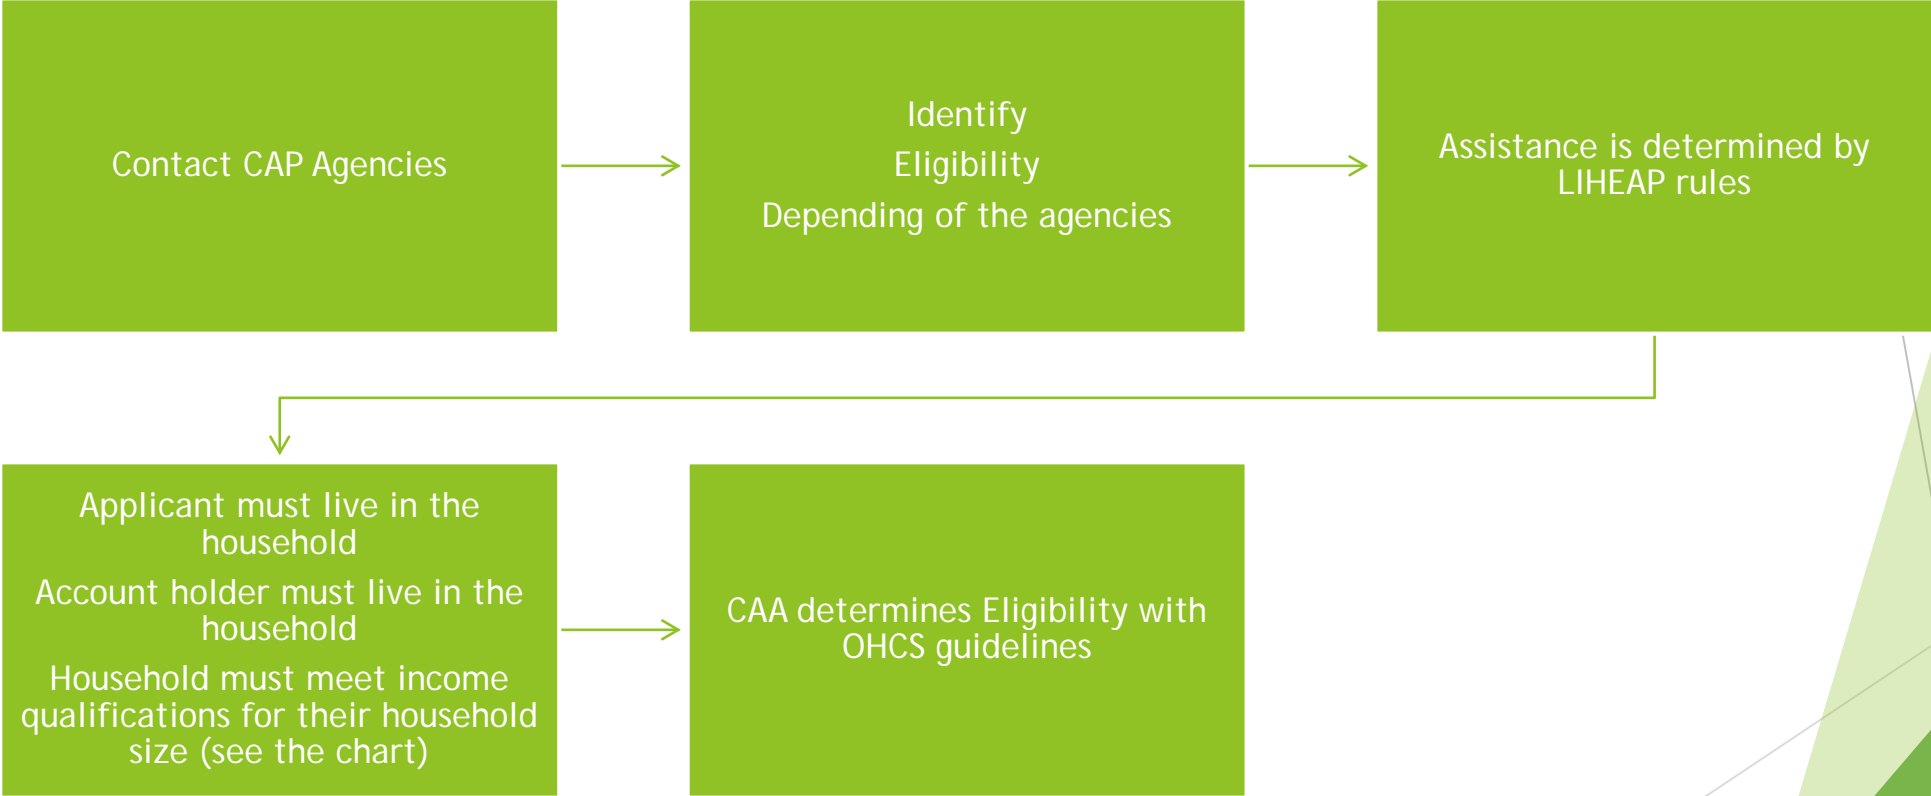 Contact CAP Agencies
Identify
Eligibility
Depending of the agencies
Assistance is determined by
LIHEAP rules
Applicant must live in the
household
Account holder must live in the
household
Household must meet income
qualifications for their household
size (see the chart)
CAA determines Eligibility with
OHCS guidelines